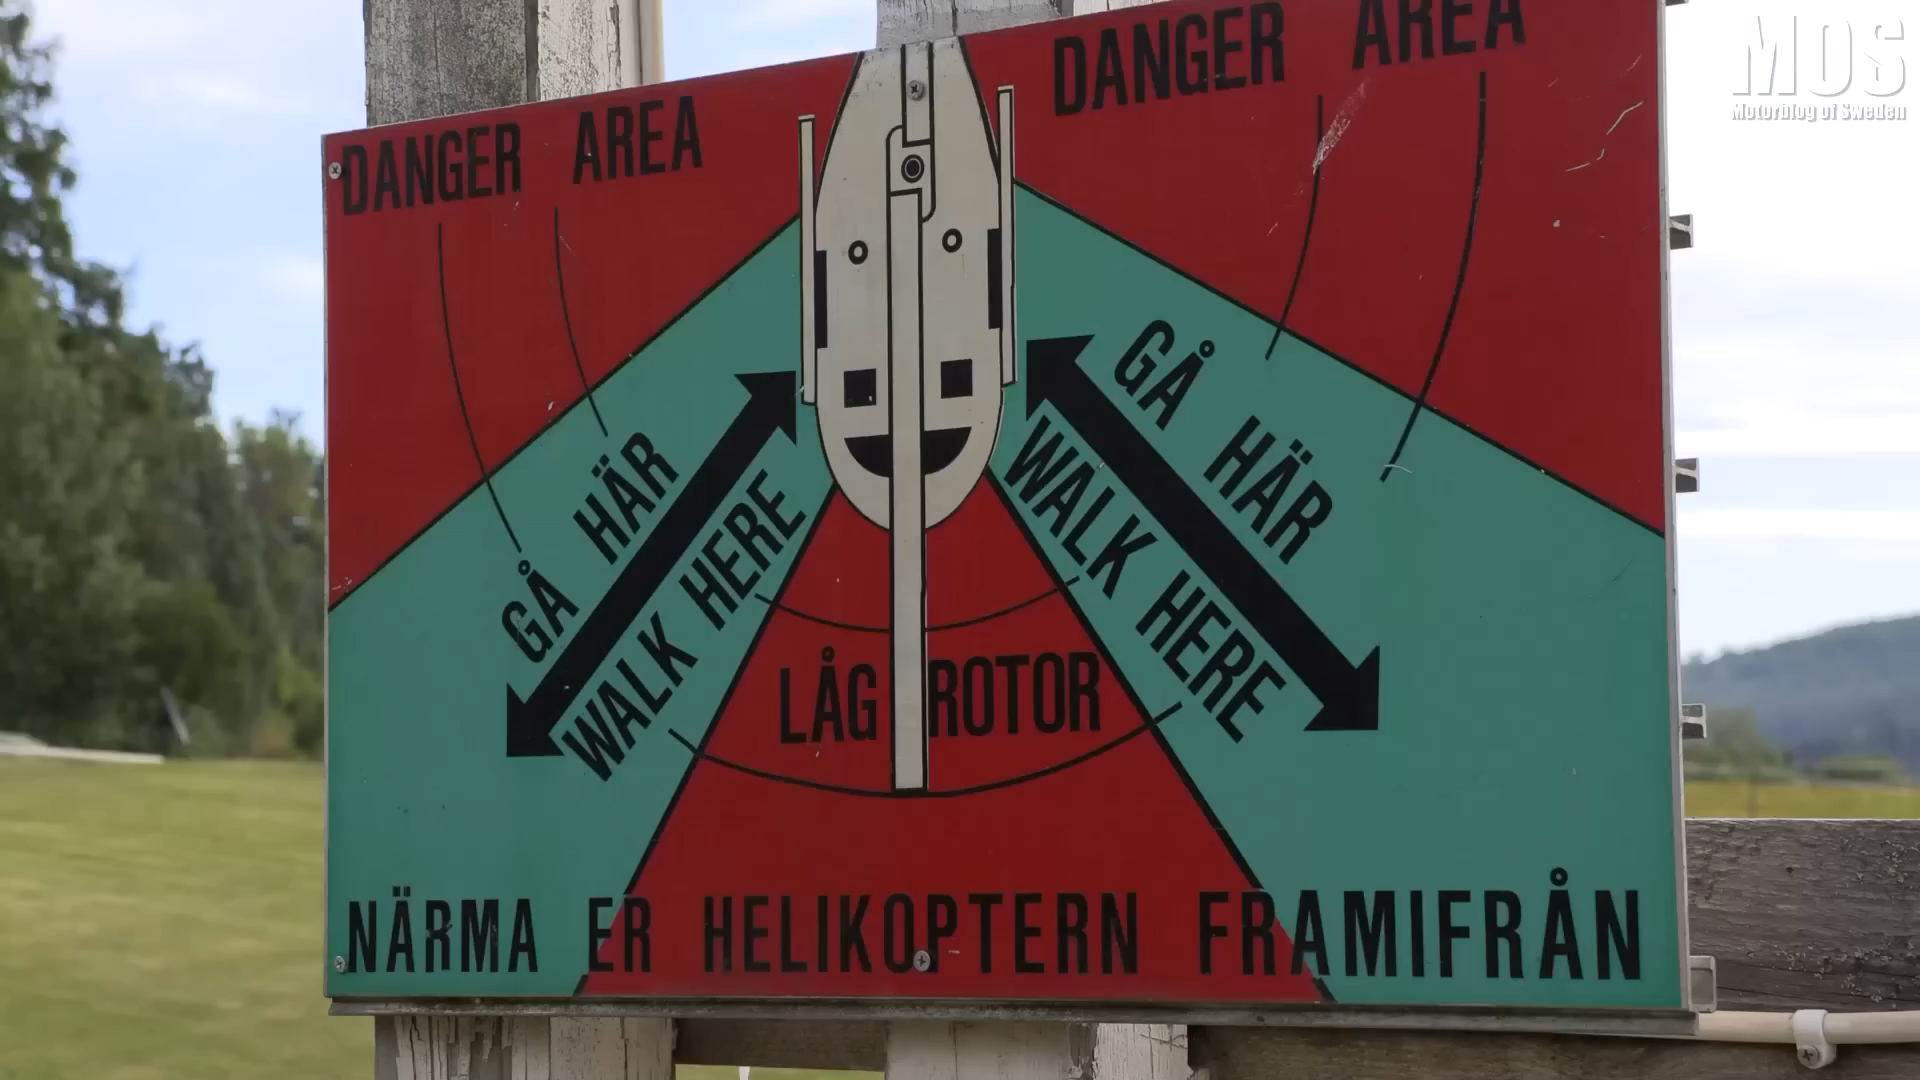 DANGER AREA
DANGER AREA
GÅ HÄR
WALK HERE
GÅ HÄR
WALK HERE
LÅG ROTOR
NÄRMA ER HELIKOPTERN FRAMIFRÅN
MOS
Motorblog of Sweden